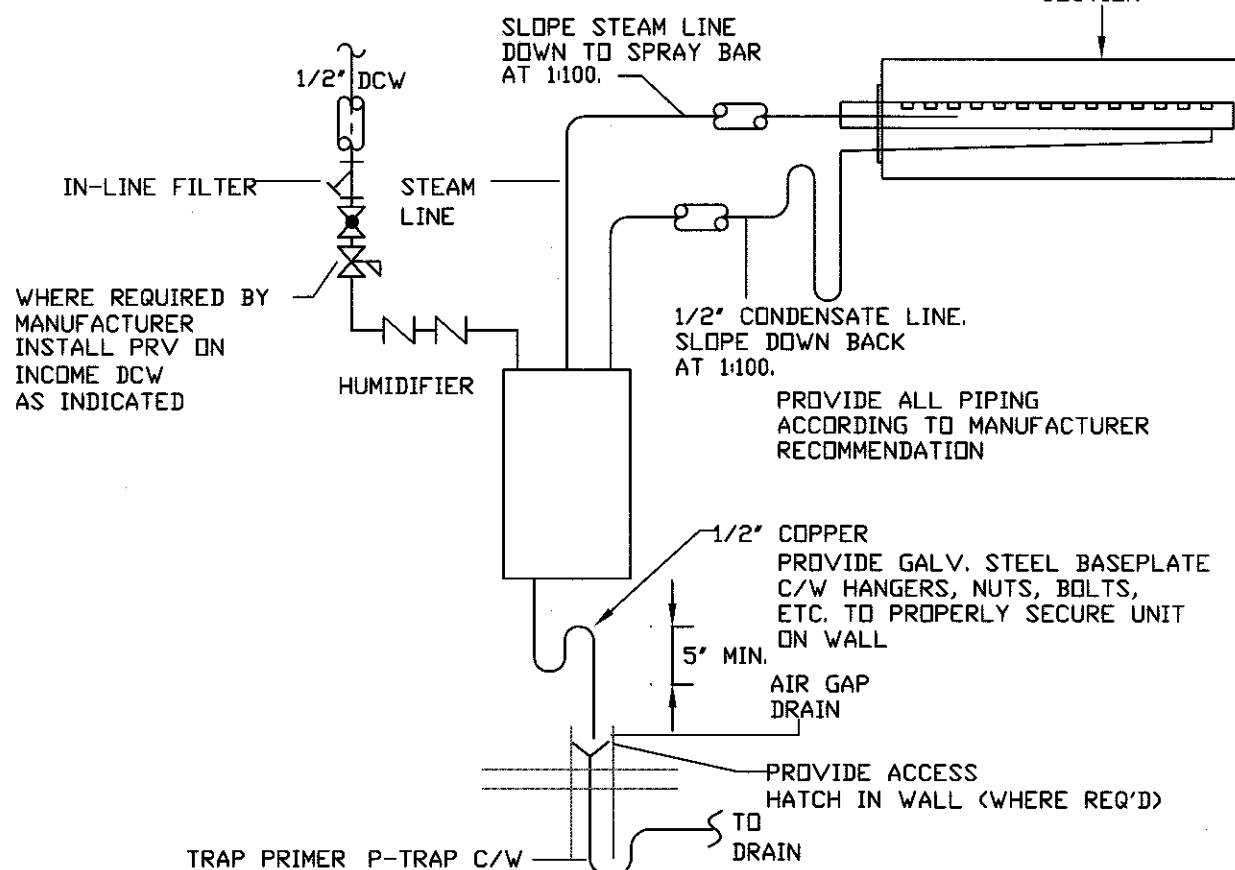 SLOPE STEAM LINE
DOWN TO SPRAY BAR
AT 1:100.
1/2" DCW
IN-LINE FILTER
STEAM
LINE
WHERE REQUIRED BY
MANUFACTURER
INSTALL PRV ON
INCOME DCW
AS INDICATED
HUMIDIFIER
1/2" CONDENSATE LINE.
SLOPE DOWN BACK
AT 1:100.
PROVIDE ALL PIPING
ACCORDING TO MANUFACTURER
RECOMMENDATION
1/2" COPPER
PROVIDE GALV. STEEL BASEPLATE
C/W HANGERS, NUTS, BOLTS,
ETC. TO PROPERLY SECURE UNIT
ON WALL
5" MIN.
AIR GAP
DRAIN
PROVIDE ACCESS
HATCH IN WALL (WHERE REQ'D)
TO
DRAIN
TRAP PRIMER P-TRAP C/W